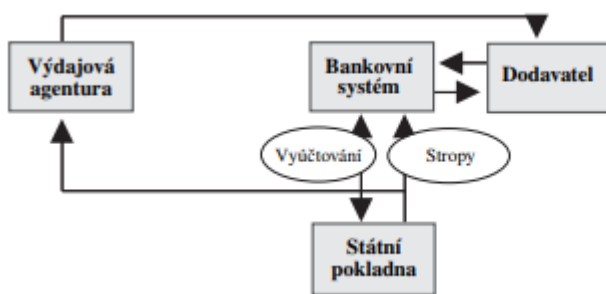 Výdajová
agentura
Bankovní
systém
Dodavatel
Vyúčtování
Stropy
Státní
pokladna